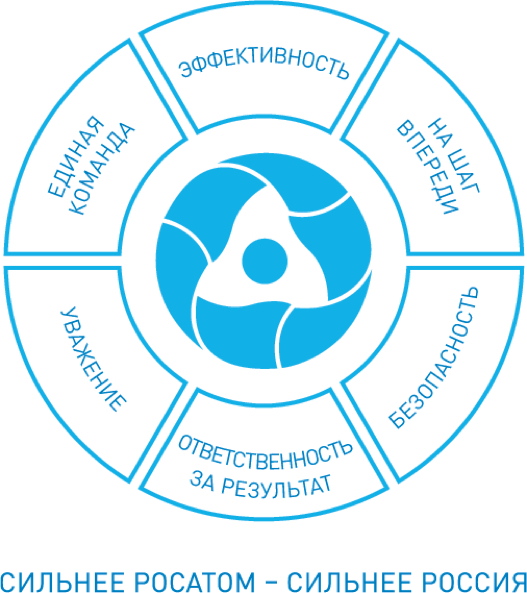 ЭФФЕКТИВНОСТЬ
НА ШАГ
ВПЕРЕДИ
БЕЗОПАСНОСТЬ
ОТВЕТСТВЕННОСТЬ
ЗА РЕЗУЛЬТАТ
УВАЖЕНИЕ
ЕДИНАЯ
КОМАНДА
СИЛЬНЕЕ РОСАТОМ – СИЛЬНЕЕ РОССИЯ